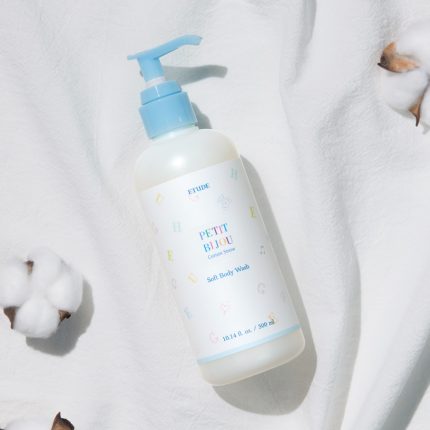 ETUDE
PETIT
BIJOU
Cotton Snow
Soft Body Wash
10.14 fl. oz. / 300 ml